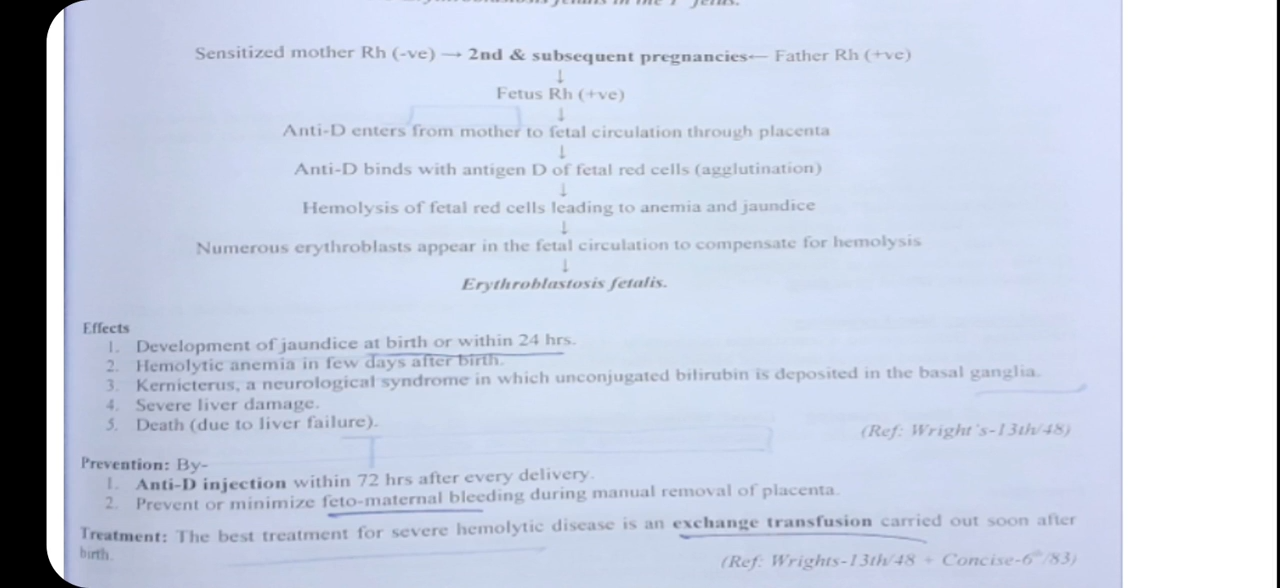 fetalis in the 1 fetus.
Sensitized mother Rh (-ve) → 2nd & subsequent pregnancies← Father Rh (+ve)
↓
Fetus Rh (+ve)
↓
Anti-D enters from mother to fetal circulation through placenta
↓
Anti-D binds with antigen D of fetal red cells (agglutination)
↓
Hemolysis of fetal red cells leading to anemia and jaundice
↓
Numerous erythroblasts appear in the fetal circulation to compensate for hemolysis
↓
Erythroblastosis fetalis.
Effects
1. Development of jaundice at birth or within 24 hrs.
2. Hemolytic anemia in few days after birth.
3. Kernicterus, a neurological syndrome in which unconjugated bilirubin is deposited in the basal ganglia.
4. Severe liver damage.
5. Death (due to liver failure).
(Ref: Wright's-13th/48)
Prevention: By-
1. Anti-D injection within 72 hrs after every delivery.
2. Prevent or minimize feto-maternal bleeding during manual removal of placenta.
Treatment: The best treatment for severe hemolytic disease is an exchange transfusion carried out soon after
birth.
(Ref: Wrights-13th/48 + Concise-6th/83)